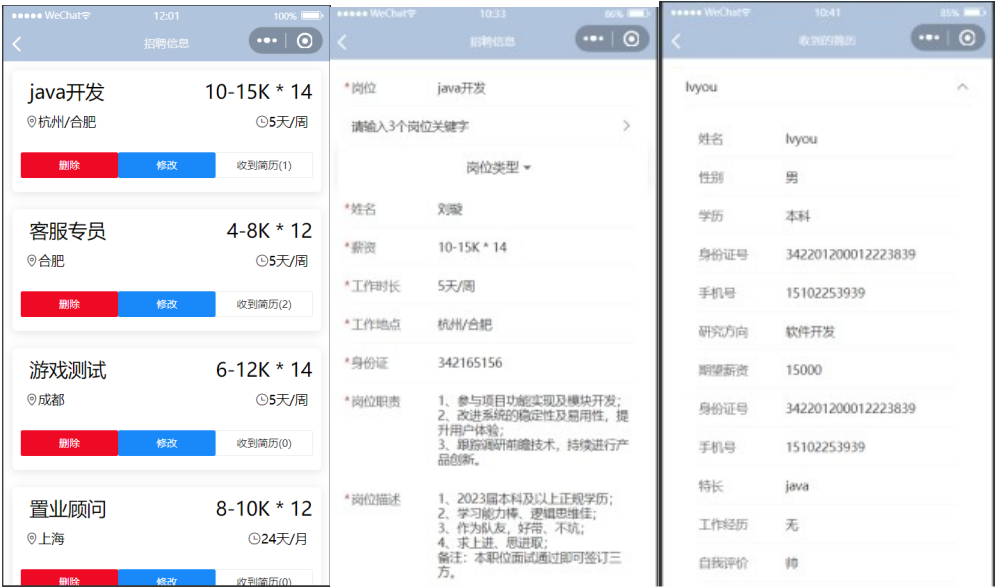 ●●●●● WeChat 12:01 100%
招聘信息
java开发 10-15K * 14
杭州/合肥 5天/周
删除 修改 收到简历(1)
客服专员 4-8K * 12
合肥 5天/周
删除 修改 收到简历(2)
游戏测试 6-12K * 14
成都 5天/周
删除 修改 收到简历(0)
置业顾问 8-10K * 12
上海 24天/月
删除 修改 收到简历(0)
●●●●● WeChat 10:33 86%
招聘信息
*岗位 java开发
请输入3个岗位关键字
岗位类型
*姓名 刘璇
*薪资 10-15K * 14
*工作时长 5天/周
*工作地点 杭州/合肥
*身份证 342165156
*岗位职责 1、参与项目功能实现及模块开发;
2、改进系统的稳定性及易用性，提
升用户体验;
3、跟踪调研前瞻技术，持续进行产
品创新。
*岗位描述 1、2023届本科及以上正规学历;
2、学习能力棒、逻辑思维佳;
3、作为队友，好带、不坑;
4、求上进、思进取;
备注：本职位面试通过即可签订三
方。
●●●●● WeChat 10:41 85%
收到的简历
lvyou
姓名 lvyou
性别 男
学历 本科
身份证号 342201200012223839
手机号 15102253939
研究方向 软件开发
期望薪资 15000
身份证号 342201200012223839
手机号 15102253939
特长 java
工作经历 无
自我评价 帅